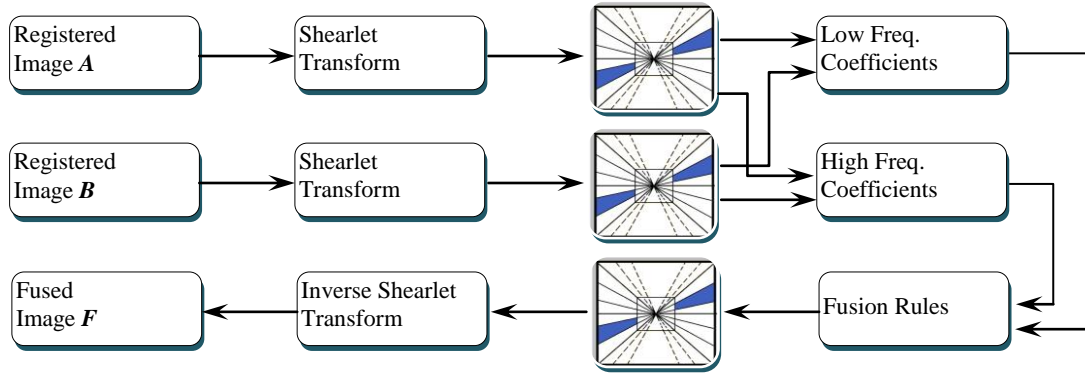 Registered
Image A
Shearlet
Transform
Low Freq.
Coefficients
Registered
Image B
Shearlet
Transform
High Freq.
Coefficients
Fused
Image F
Inverse Shearlet
Transform
Fusion Rules